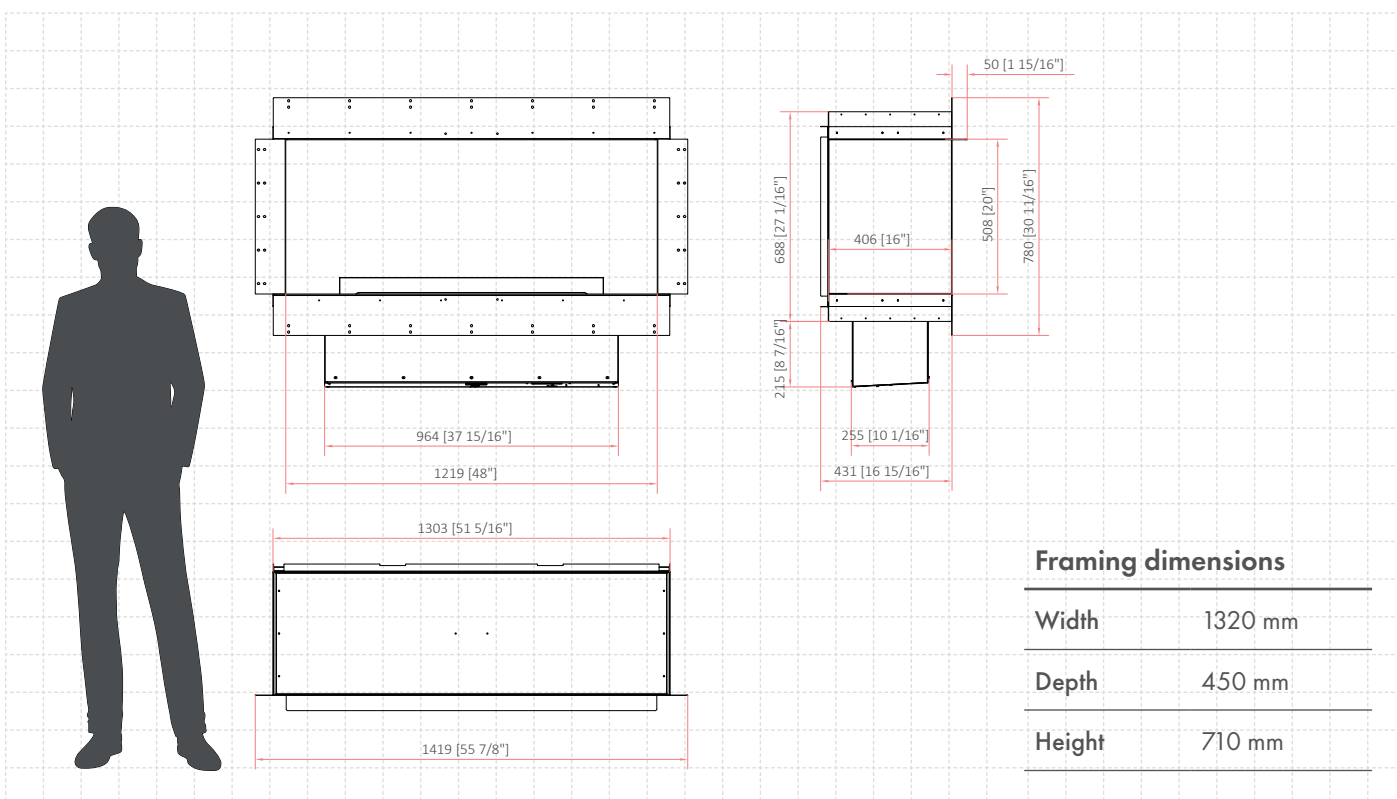 50 [1 15/16"]
688 [27 1/16"]
406 [16"]
508 [20"]
780 [30 11/16"]
215 [8 7/16"]
964 [37 15/16"]
255 [10 1/16"]
1219 [48"]
431 [16 15/16"]
1303 [51 5/16"]
1419 [55 7/8"]
Framing dimensions
Width 1320 mm
Depth 450 mm
Height 710 mm